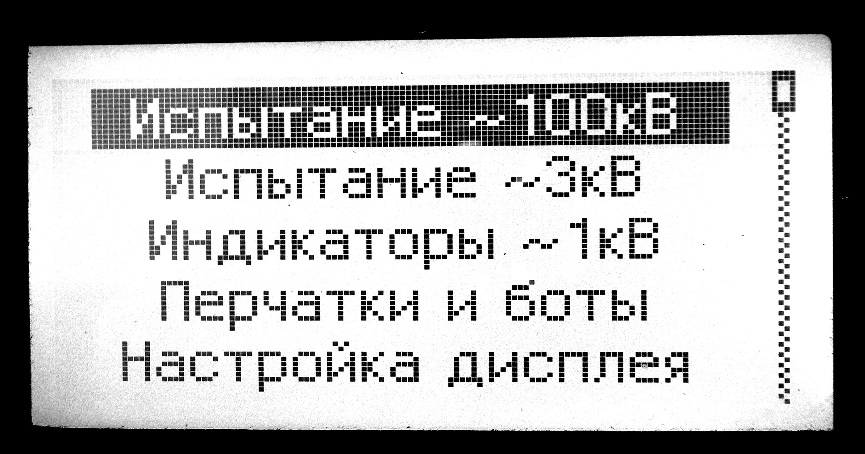 Испытание ~100кВ
Испытание ~3кВ
Индикаторы ~1кВ
Перчатки и боты
Настройка дисплея